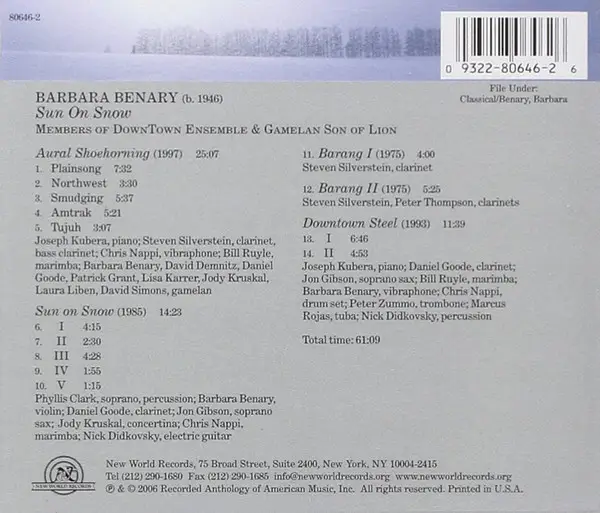 80646-2
0 9322-80646-2 6
File Under:
Classical/Benary, Barbara
BARBARA BENARY (b. 1946)
Sun On Snow
MEMBERS OF DOWNTOWN ENSEMBLE & GAMELAN SON OF LION
Aural Shoehorning (1997) 25:07
1. Plainsong 7:32
2. Northwest 3:30
3. Smudging 5:37
4. Amtrak 5:21
5. Tujuh 3:07
Joseph Kubera, piano; Steven Silverstein, clarinet,
bass clarinet; Chris Nappi, vibraphone; Bill Ruyle,
marimba; Barbara Benary, David Demnitz, Daniel
Goode, Patrick Grant, Lisa Karrer, Jody Kruskal,
Laura Liben, David Simons, gamelan
Sun on Snow (1985) 14:23
6. I 4:15
7. II 2:30
8. III 4:28
9. IV 1:55
10. V 1:15
Phyllis Clark, soprano, percussion; Barbara Benary,
violin; Daniel Goode, clarinet; Jon Gibson, soprano
sax; Jody Kruskal, concertina; Chris Nappi,
marimba; Nick Didkovsky, electric guitar
11. Barang I (1975) 4:00
Steven Silverstein, clarinet
12. Barang II (1975) 5:25
Steven Silverstein, Peter Thompson, clarinets
Downtown Steel (1993) 11:39
13. I 6:46
14. II 4:53
Joseph Kubera, piano; Daniel Goode, clarinet;
Jon Gibson, soprano sax; Bill Ruyle, marimba;
Barbara Benary, vibraphone; Chris Nappi,
drum set; Peter Zummo, trombone; Marcus
Rojas, tuba; Nick Didkovsky, percussion
Total time: 61:09
NEW WORLD RECORDS
New World Records, 75 Broad Street, Suite 2400, New York, NY 10004-2415
Tel (212) 290-1680 Fax (212) 290-1685 info@newworldrecords.org www.newworldrecords.org
℗ & © 2006 Recorded Anthology of American Music, Inc. All rights reserved. Printed in U.S.A.